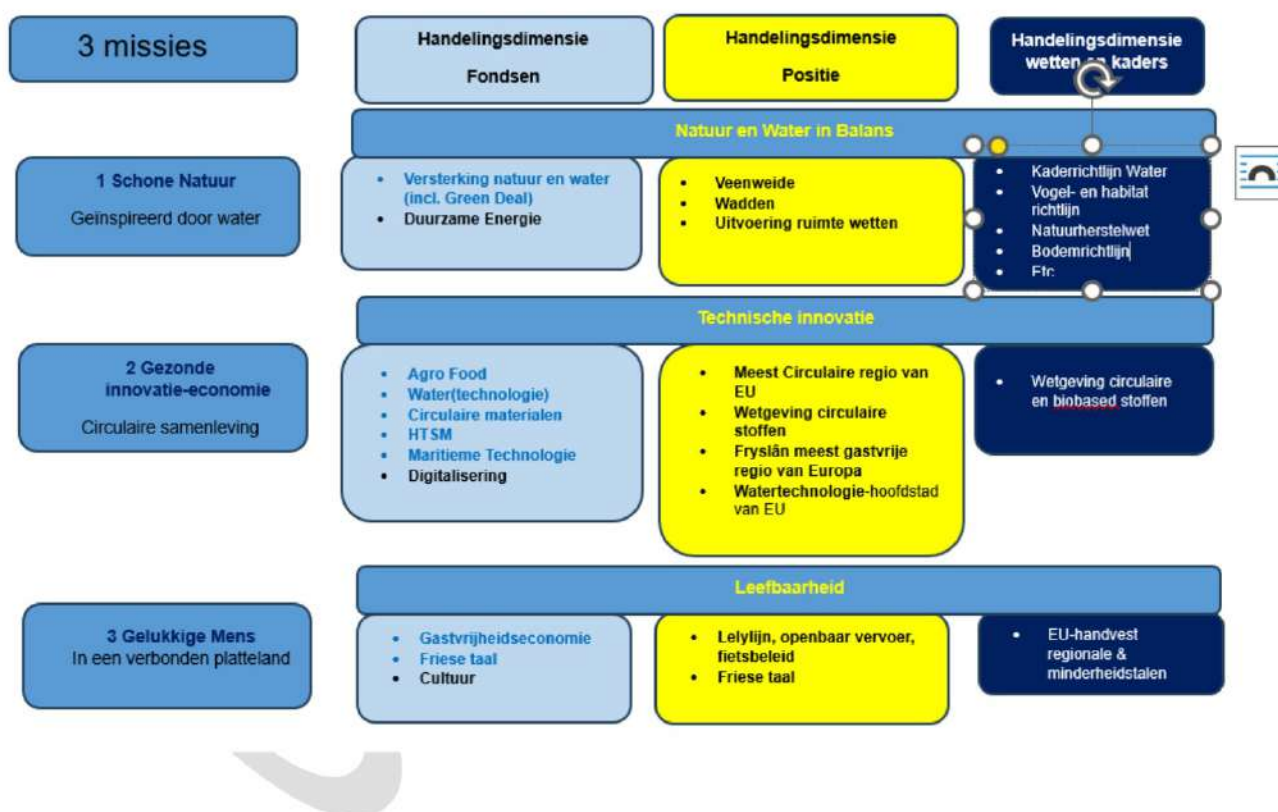 3 missies
Handelingsdimensie
Fondsen
Handelingsdimensie
Positie
Handelingsdimensie
wetten en kaders
Natuur en Water in Balans
1 Schone Natuur
Geïnspireerd door water
• Versterking natuur en water
(incl. Green Deal)
• Duurzame Energie
• Veenweide
• Wadden
• Uitvoering ruimte wetten
• Kaderrichtlijn Water
• Vogel- en habitat
richtlijn
• Natuurherstelwet
• Bodemrichtlijn
• Etc
Technische innovatie
2 Gezonde
innovatie-economie
Circulaire samenleving
• Agro Food
• Water(technologie)
• Circulaire materialen
• HTSM
• Maritieme Technologie
• Digitalisering
• Meest Circulaire regio van
EU
• Wetgeving circulaire
stoffen
• Fryslân meest gastvrije
regio van Europa
• Watertechnologie-hoofdstad
van EU
• Wetgeving circulaire
en biobased stoffen
Leefbaarheid
3 Gelukkige Mens
In een verbonden platteland
• Gastvrijheidseconomie
• Friese taal
• Cultuur
• Lelylijn, openbaar vervoer,
fietsbeleid
• Friese taal
• EU-handvest
regionale &
minderheidstalen